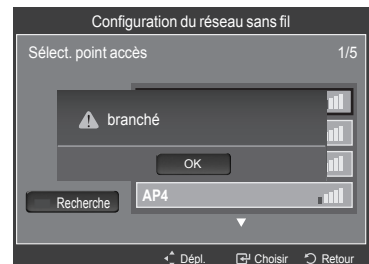 Configuration du réseau sans fil
Sélect. point accès 1/5
branché
OK
Recherche
AP4
Dépl. Choisir Retour